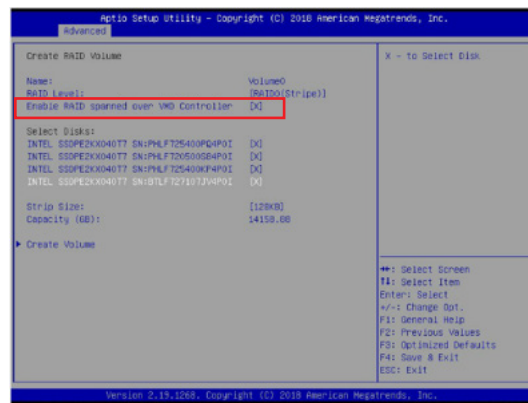 Aptio Setup Utility – Copyright (C) 2018 American Megatrends, Inc.
Advanced
Create RAID Volume
X - to Select Disk
Name: Volume0
RAID Level: [RAID0(Stripe)]
Enable RAID spanned over VMD Controller [X]
Select Disks:
INTEL SSDPE2KX040T7 SN:PHLF725400PQ4P0I [X]
INTEL SSDPE2KX040T7 SN:PHLF720500G84P0I [X]
INTEL SSDPE2KX040T7 SN:PHLF725400KP4P0I [X]
INTEL SSDPE2KX040T7 SN:BTLF727107JV4P0I [X]
Strip Size: [128KB]
Capacity (GB): 14158.08
Create Volume
: Select Screen
↑↓: Select Item
Enter: Select
+/-: Change Opt.
F1: General Help
F2: Previous Values
F3: Optimized Defaults
F4: Save & Exit
ESC: Exit
Version 2.19.1268. Copyright (C) 2018 American Megatrends, Inc.